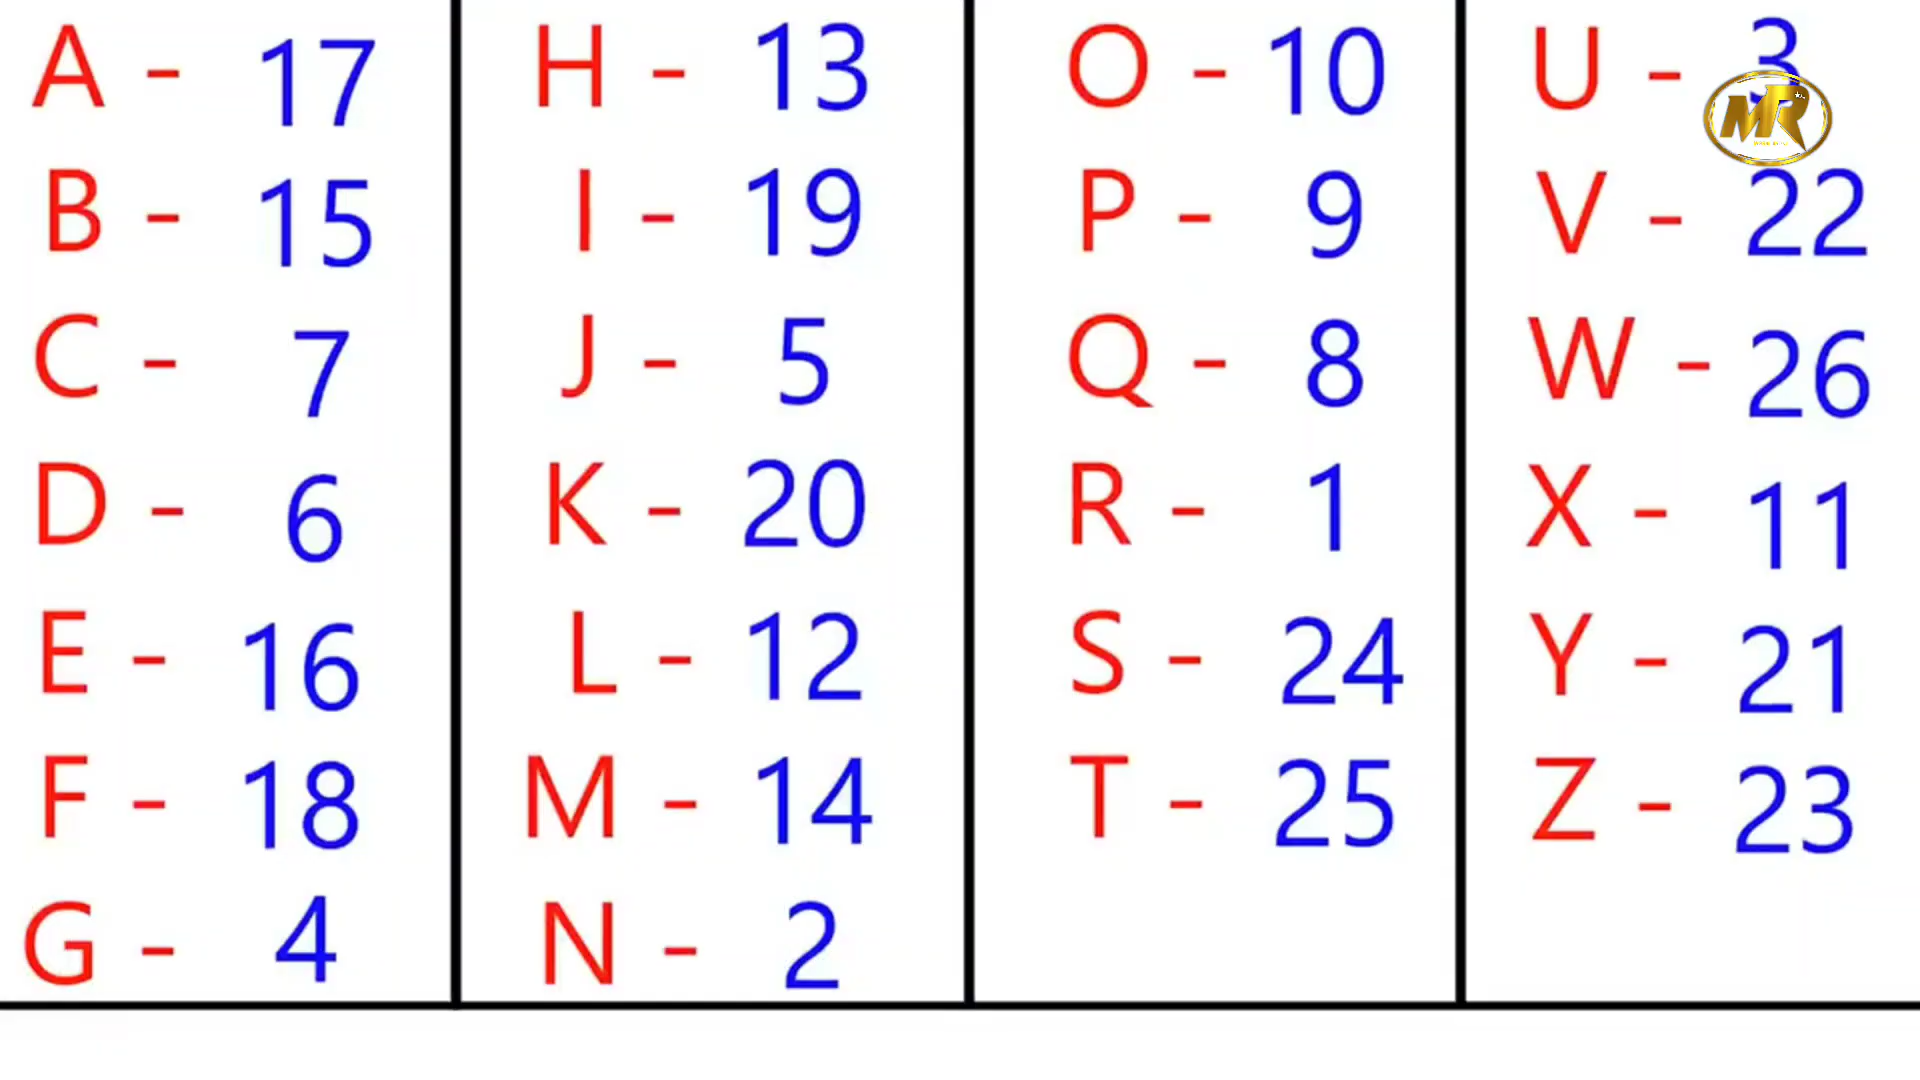 A - 17
B - 15
C - 7
D - 6
E - 16
F - 18
G - 4
H - 13
I - 19
J - 5
K - 20
L - 12
M - 14
N - 2
O - 10
P - 9
Q - 8
R - 1
S - 24
T - 25
U - 3
MR
V - 22
W - 26
X - 11
Y - 21
Z - 23